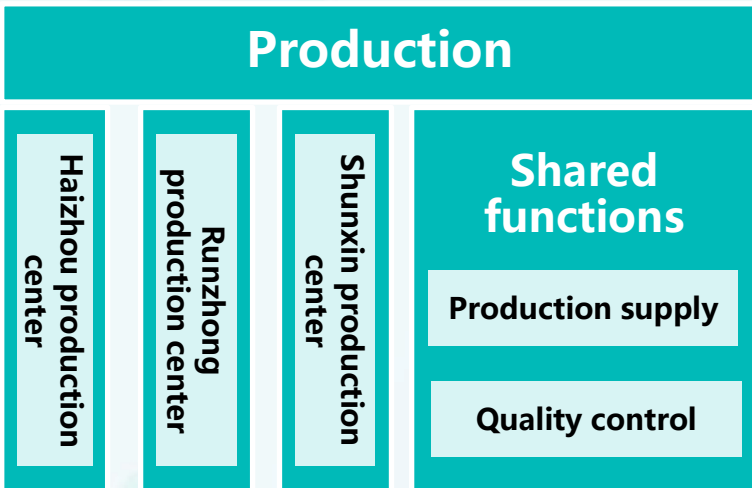 Production
Haizhou production
center
Runzhong
production center
Shunxin production
center
Shared
functions
Production supply
Quality control